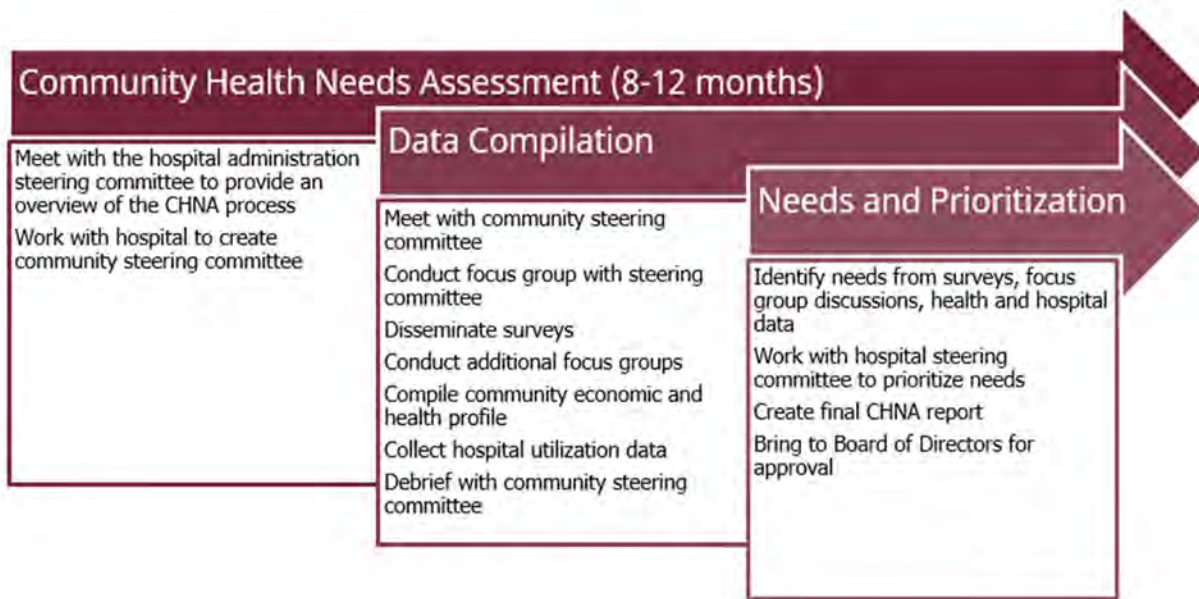 Community Health Needs Assessment (8-12 months)
Meet with the hospital administration
steering committee to provide an
overview of the CHNA process
Work with hospital to create
community steering committee
Data Compilation
Meet with community steering
committee
Conduct focus group with steering
committee
Disseminate surveys
Conduct additional focus groups
Compile community economic and
health profile
Collect hospital utilization data
Debrief with community steering
committee
Needs and Prioritization
Identify needs from surveys, focus
group discussions, health and hospital
data
Work with hospital steering
committee to prioritize needs
Create final CHNA report
Bring to Board of Directors for
approval